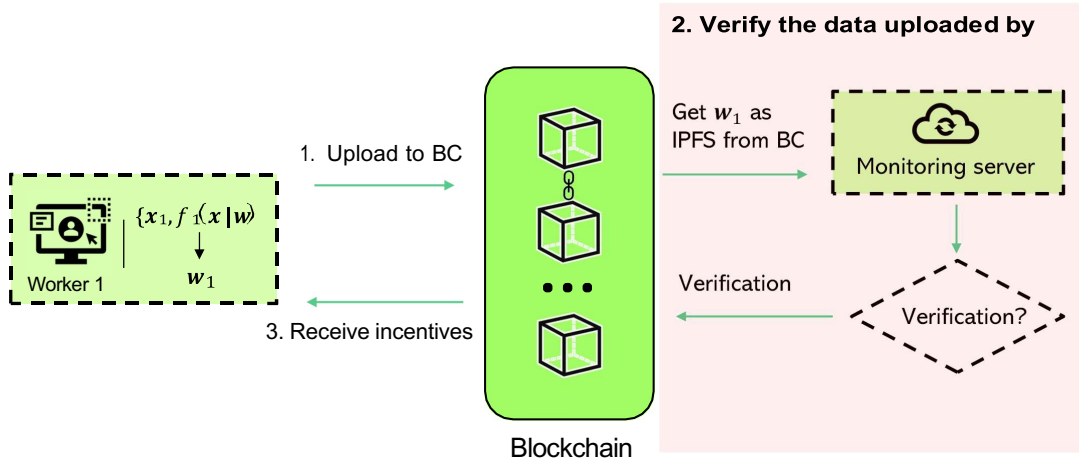 2. Verify the data uploaded by
1. Upload to BC
Get w₁ as
IPFS from BC
Monitoring server
{x₁, f₁(x|w)
w₁
Worker 1
3. Receive incentives
Verification
Verification?
Blockchain